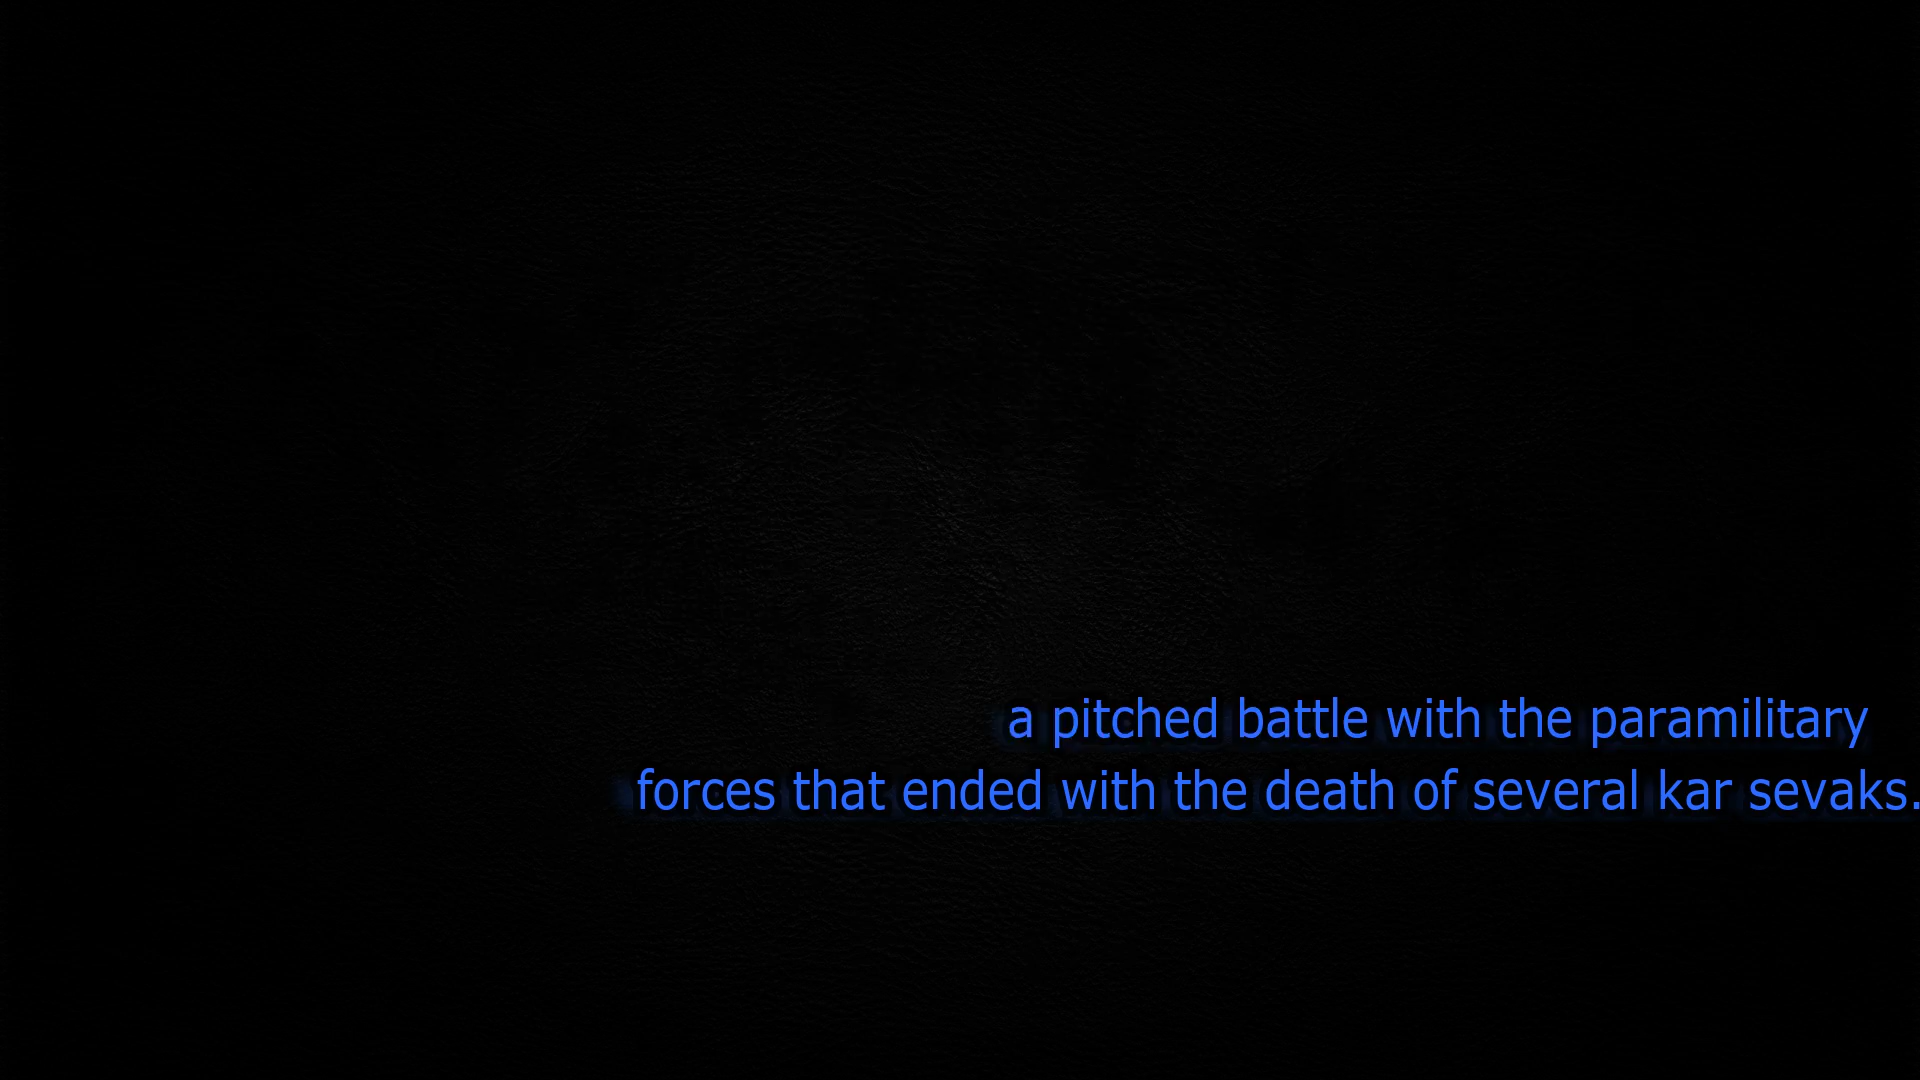 a pitched battle with the paramilitary
forces that ended with the death of several kar sevaks.